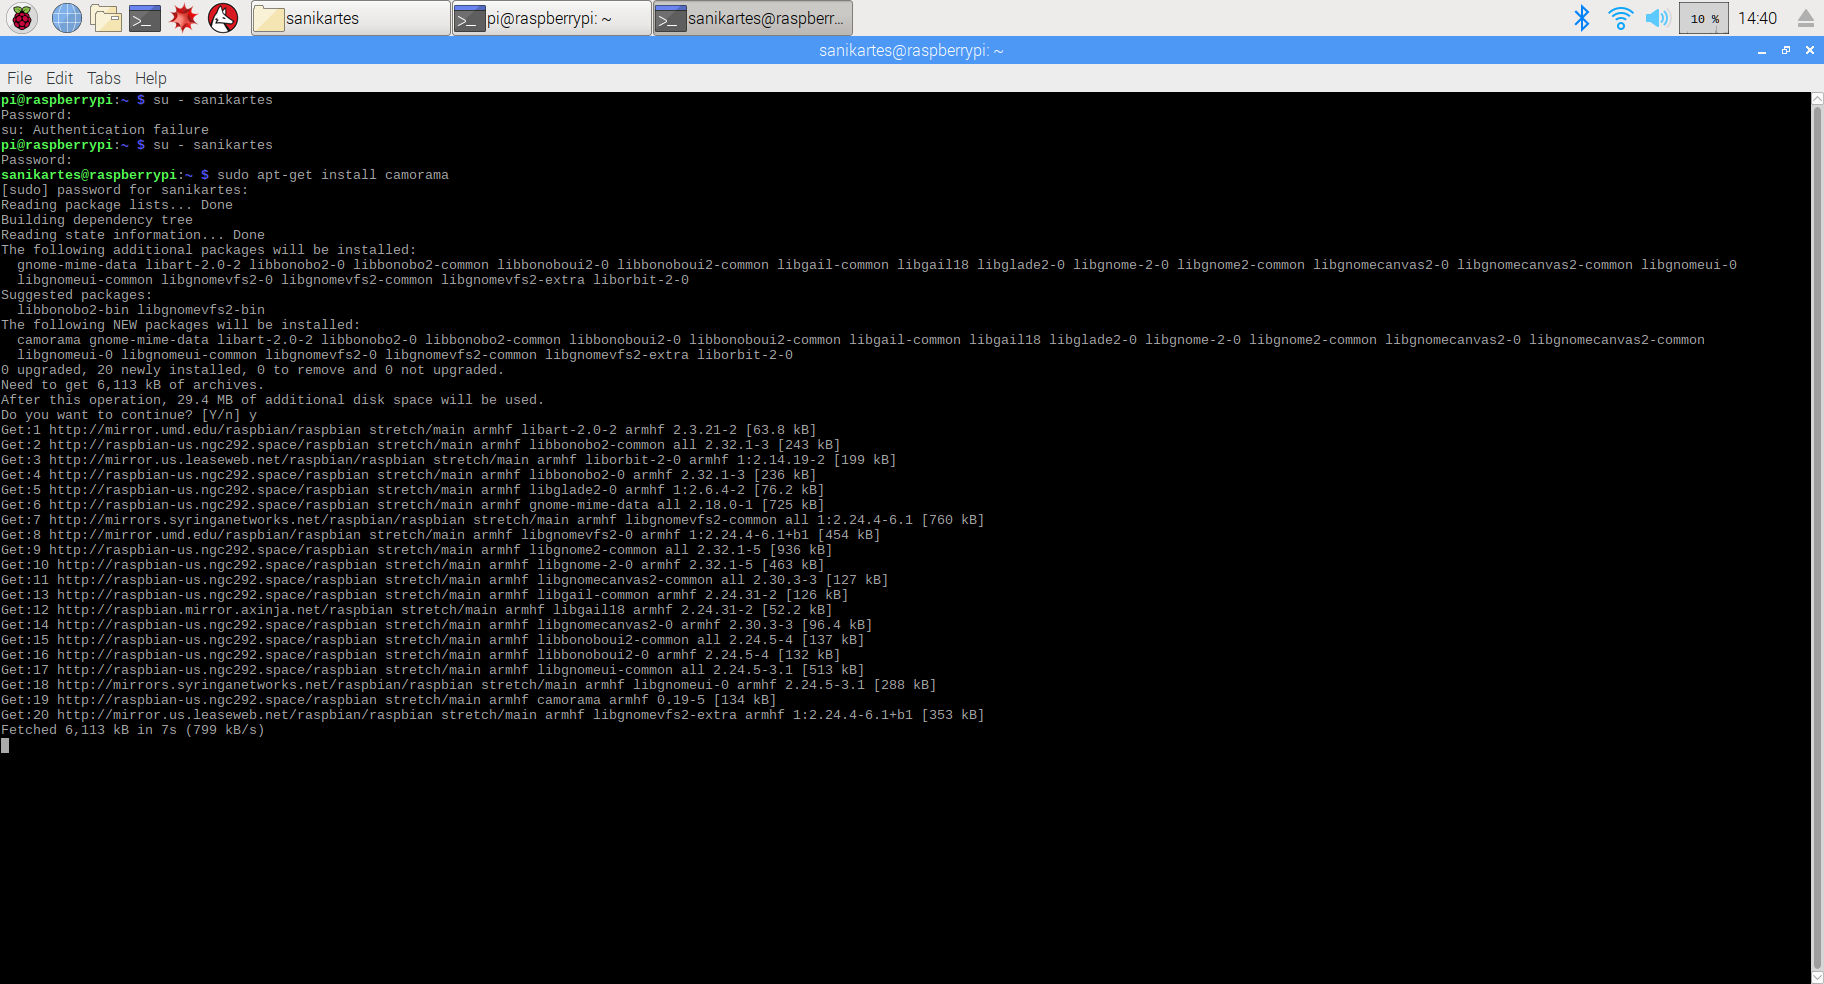 sanikartes
pi@raspberrypi: ~
sanikartes@raspberr...
10 %
14:40
sanikartes@raspberrypi: ~
File Edit Tabs Help
pi@raspberrypi:~ $ su - sanikartes
Password:
su: Authentication failure
pi@raspberrypi:~ $ su - sanikartes
Password:
sanikartes@raspberrypi:~ $ sudo apt-get install camorama
[sudo] password for sanikartes:
Reading package lists... Done
Building dependency tree
Reading state information... Done
The following additional packages will be installed:
  gnome-mime-data libart-2.0-2 libbonobo2-0 libbonobo2-common libbonoboui2-0 libbonoboui2-common libgail-common libgail18 libglade2-0 libgnome-2-0 libgnome2-common libgnomecanvas2-0 libgnomecanvas2-common libgnomeui-0
  libgnomeui-common libgnomevfs2-0 libgnomevfs2-common libgnomevfs2-extra liborbit-2-0
Suggested packages:
  libbonobo2-bin libgnomevfs2-bin
The following NEW packages will be installed:
  camorama gnome-mime-data libart-2.0-2 libbonobo2-0 libbonobo2-common libbonoboui2-0 libbonoboui2-common libgail-common libgail18 libglade2-0 libgnome-2-0 libgnome2-common libgnomecanvas2-0 libgnomecanvas2-common
  libgnomeui-0 libgnomeui-common libgnomevfs2-0 libgnomevfs2-common libgnomevfs2-extra liborbit-2-0
0 upgraded, 20 newly installed, 0 to remove and 0 not upgraded.
Need to get 6,113 kB of archives.
After this operation, 29.4 MB of additional disk space will be used.
Do you want to continue? [Y/n] y
Get:1 http://mirror.umd.edu/raspbian/raspbian stretch/main armhf libart-2.0-2 armhf 2.3.21-2 [63.8 kB]
Get:2 http://raspbian-us.ngc292.space/raspbian stretch/main armhf libbonobo2-common all 2.32.1-3 [243 kB]
Get:3 http://mirror.us.leaseweb.net/raspbian/raspbian stretch/main armhf liborbit-2-0 armhf 1:2.14.19-2 [199 kB]
Get:4 http://raspbian-us.ngc292.space/raspbian stretch/main armhf libbonobo2-0 armhf 2.32.1-3 [236 kB]
Get:5 http://raspbian-us.ngc292.space/raspbian stretch/main armhf libglade2-0 armhf 1:2.6.4-2 [76.2 kB]
Get:6 http://raspbian-us.ngc292.space/raspbian stretch/main armhf gnome-mime-data all 2.18.0-1 [725 kB]
Get:7 http://mirrors.syringanetworks.net/raspbian/raspbian stretch/main armhf libgnomevfs2-common all 1:2.24.4-6.1 [760 kB]
Get:8 http://mirror.umd.edu/raspbian/raspbian stretch/main armhf libgnomevfs2-0 armhf 1:2.24.4-6.1+b1 [454 kB]
Get:9 http://raspbian-us.ngc292.space/raspbian stretch/main armhf libgnome2-common all 2.32.1-5 [936 kB]
Get:10 http://raspbian-us.ngc292.space/raspbian stretch/main armhf libgnome-2-0 armhf 2.32.1-5 [463 kB]
Get:11 http://raspbian-us.ngc292.space/raspbian stretch/main armhf libgnomecanvas2-common all 2.30.3-3 [127 kB]
Get:13 http://raspbian-us.ngc292.space/raspbian stretch/main armhf libgail-common armhf 2.24.31-2 [126 kB]
Get:12 http://raspbian.mirror.axinja.net/raspbian stretch/main armhf libgail18 armhf 2.24.31-2 [52.2 kB]
Get:14 http://raspbian-us.ngc292.space/raspbian stretch/main armhf libgnomecanvas2-0 armhf 2.30.3-3 [96.4 kB]
Get:15 http://raspbian-us.ngc292.space/raspbian stretch/main armhf libbonoboui2-common all 2.24.5-4 [137 kB]
Get:16 http://raspbian-us.ngc292.space/raspbian stretch/main armhf libbonoboui2-0 armhf 2.24.5-4 [132 kB]
Get:17 http://raspbian-us.ngc292.space/raspbian stretch/main armhf libgnomeui-common all 2.24.5-3.1 [513 kB]
Get:18 http://mirrors.syringanetworks.net/raspbian/raspbian stretch/main armhf libgnomeui-0 armhf 2.24.5-3.1 [288 kB]
Get:19 http://raspbian-us.ngc292.space/raspbian stretch/main armhf camorama armhf 0.19-5 [134 kB]
Get:20 http://mirror.us.leaseweb.net/raspbian/raspbian stretch/main armhf libgnomevfs2-extra armhf 1:2.24.4-6.1+b1 [353 kB]
Fetched 6,113 kB in 7s (799 kB/s)